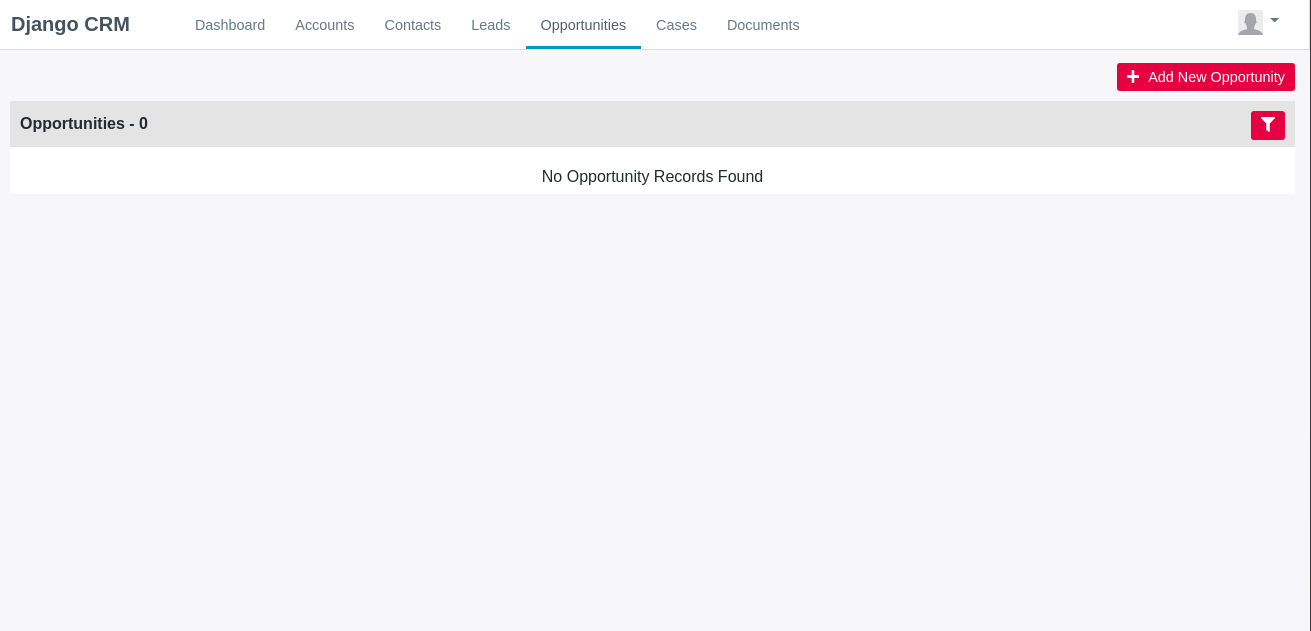 Django CRM
Dashboard Accounts Contacts Leads Opportunities Cases Documents
Add New Opportunity
Opportunities - 0
No Opportunity Records Found